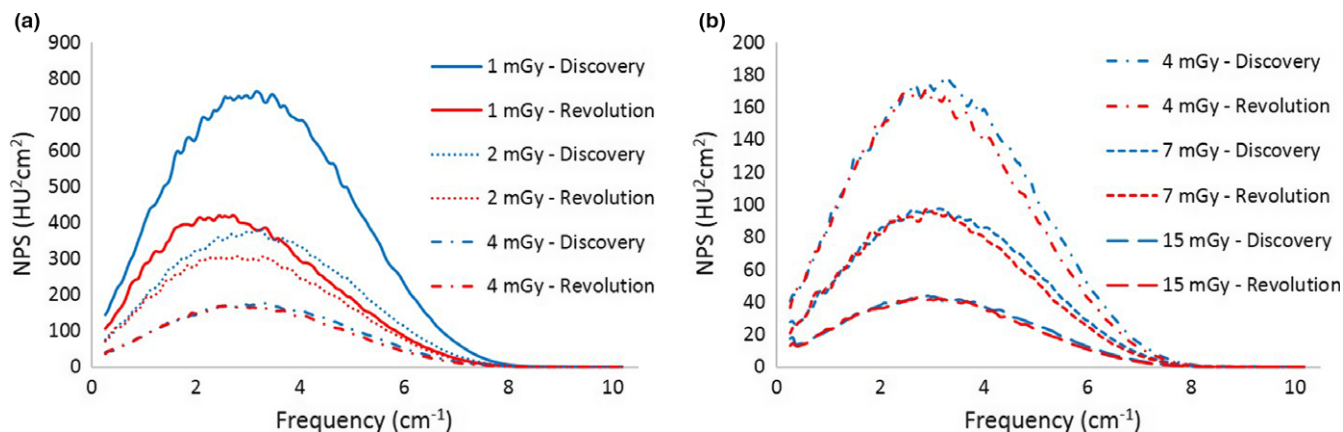 (a)
900
800
700
600
500
400
300
200
100
0
NPS (HU²cm²)
0 2 4 6 8 10
Frequency (cm⁻¹)
1 mGy - Discovery
1 mGy - Revolution
2 mGy - Discovery
2 mGy - Revolution
4 mGy - Discovery
4 mGy - Revolution
(b)
200
180
160
140
120
100
80
60
40
20
0
NPS (HU²cm²)
0 2 4 6 8 10
Frequency (cm⁻¹)
4 mGy - Discovery
4 mGy - Revolution
7 mGy - Discovery
7 mGy - Revolution
15 mGy - Discovery
15 mGy - Revolution